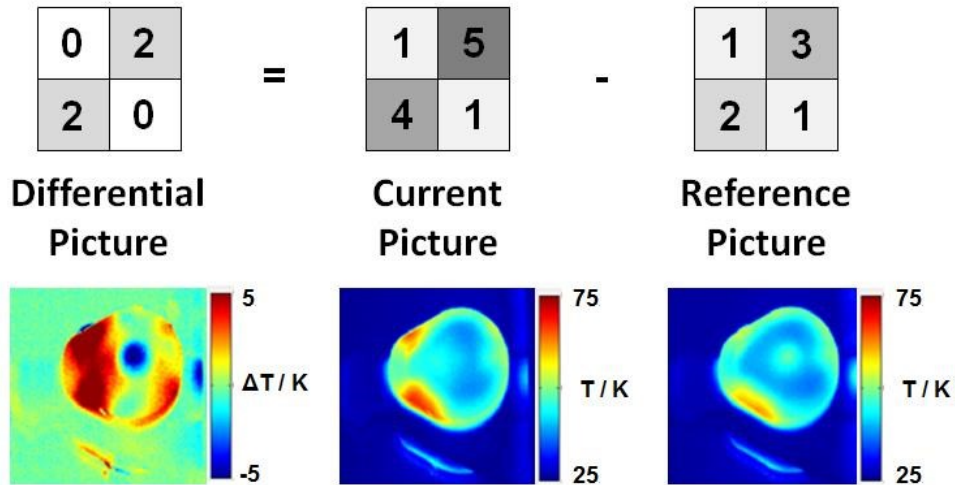 0 2 = 1 5 - 1 3
2 0 4 1 2 1
Differential Picture
Current Picture
Reference Picture
5
ΔT / K
-5
75
T / K
25
75
T / K
25